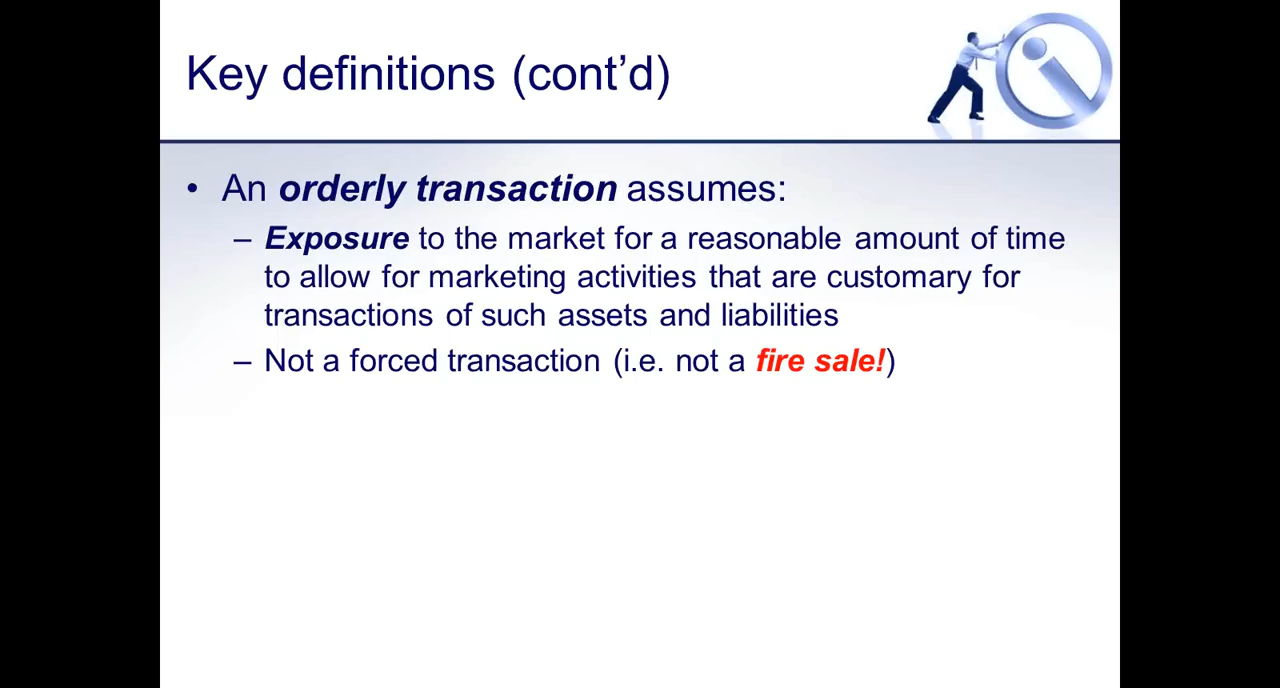 Key definitions (cont’d)
• An orderly transaction assumes:
– Exposure to the market for a reasonable amount of time
to allow for marketing activities that are customary for
transactions of such assets and liabilities
– Not a forced transaction (i.e. not a fire sale!)